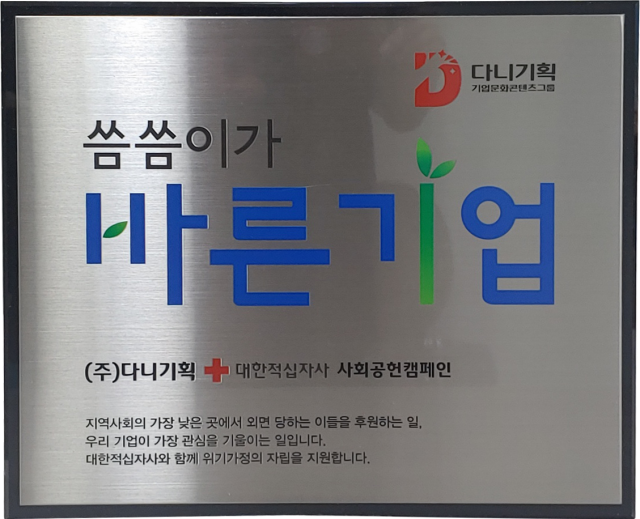 다니기획
기업문화콘텐츠그룹
씀씀이가
바른기업
(주)다니기획 대한적십자사 사회공헌캠페인
지역사회의 가장 낮은 곳에서 외면 당하는 이들을 후원하는 일,
우리 기업이 가장 관심을 기울이는 일입니다.
대한적십자사와 함께 위기가정의 자립을 지원합니다.